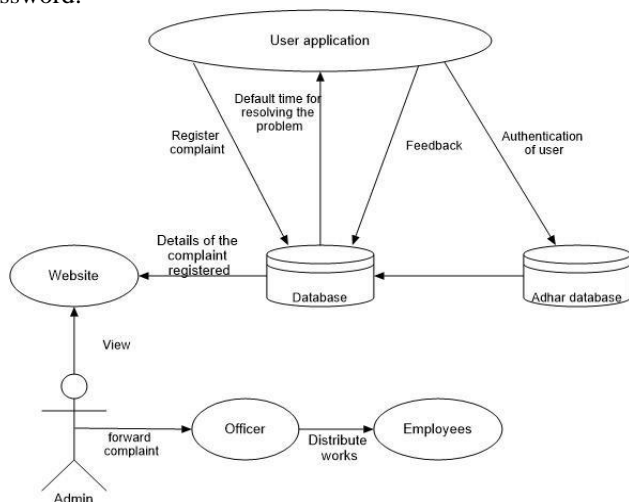 ssword.
User application
Default time for
resolving the
problem
Register
complaint
Feedback
Authentication
of user
Details of the
complaint
registered
Website
Database
Adhar database
View
Officer
Employees
forward
complaint
Distribute
works
Admin